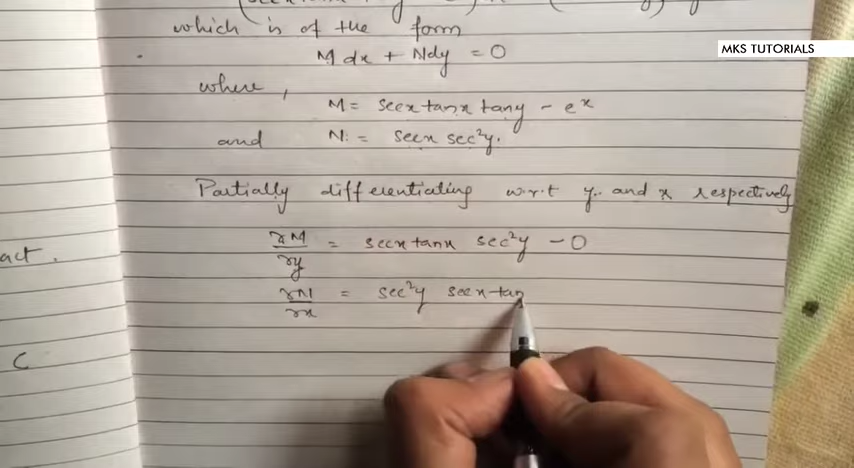 which is of the form
MKS TUTORIALS
M dx + N dy = 0
where,
M = secx tanx tany - e^x
and N = secx sec²y.
Partially differentiating w.r.t y. and x respectively
∂M/∂y = secx tanx sec²y - 0
act.
∂N/∂x = sec²y secx tan
C